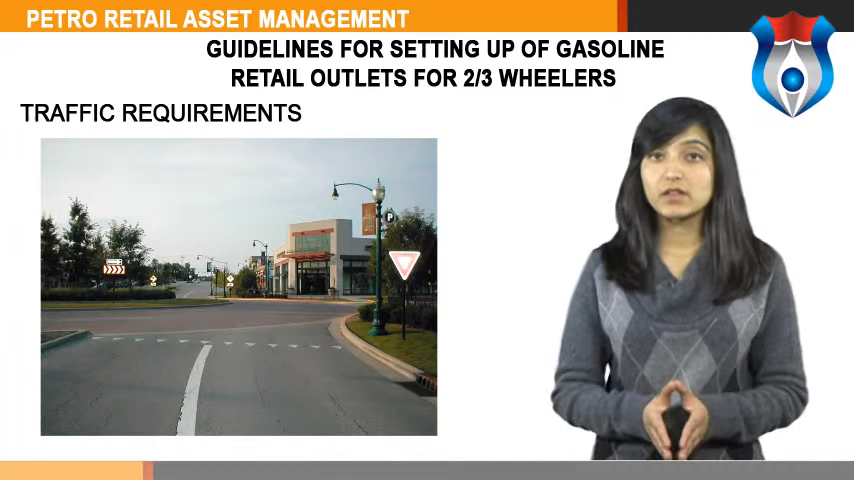 PETRO RETAIL ASSET MANAGEMENT
GUIDELINES FOR SETTING UP OF GASOLINE
RETAIL OUTLETS FOR 2/3 WHEELERS
TRAFFIC REQUIREMENTS
P